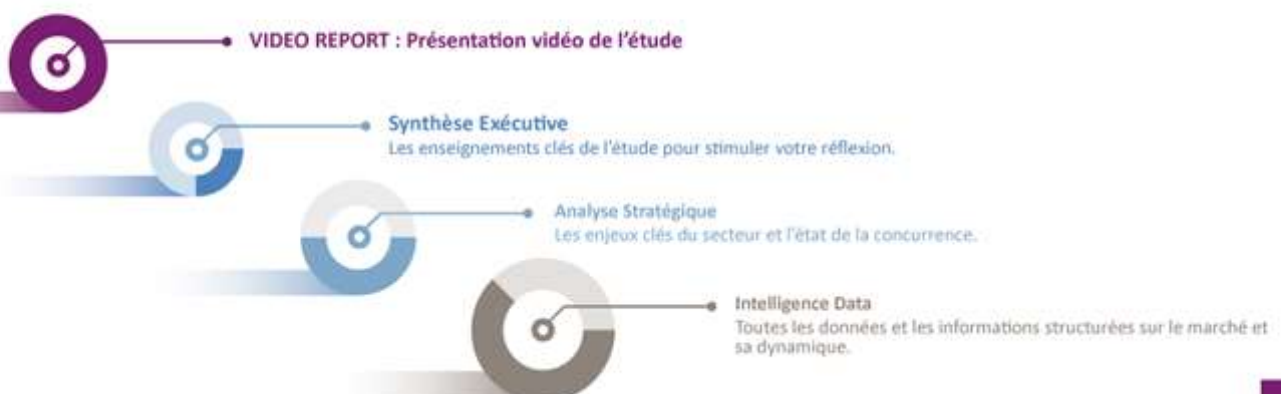 VIDEO REPORT : Présentation vidéo de l'étude
Synthèse Exécutive
Les enseignements clés de l'étude pour stimuler votre réflexion.
Analyse Stratégique
Les enjeux clés du secteur et l'état de la concurrence.
Intelligence Data
Toutes les données et les informations structurées sur le marché et
sa dynamique.